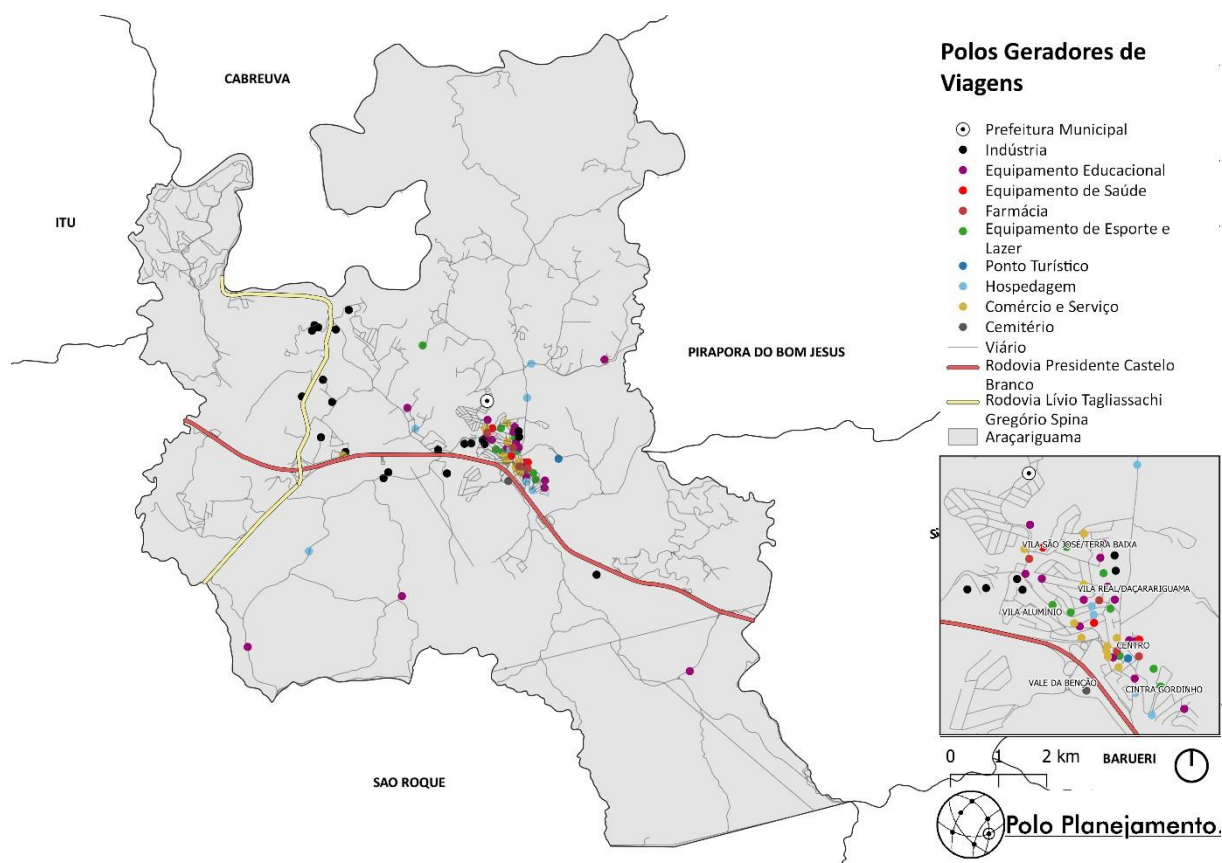 CABREUVA
ITU
PIRAPORA DO BOM JESUS
SAO ROQUE
Polos Geradores de
Viagens
Prefeitura Municipal
Indústria
Equipamento Educacional
Equipamento de Saúde
Farmácia
Equipamento de Esporte e
Lazer
Ponto Turístico
Hospedagem
Comércio e Serviço
Cemitério
Viário
Rodovia Presidente Castelo
Branco
Rodovia Lívio Tagliassachi
Gregório Spina
Araçariguama
VILA SÃO JOSÉ/TERRA BAIXA
VILA REAL/DAÇARARIGUAMA
VILA ALUMÍNIO
CENTRO
VALE DA BENÇÃO
CINTRA GORDINHO
0 1 2 km
BARUERI
Polo Planejamento.